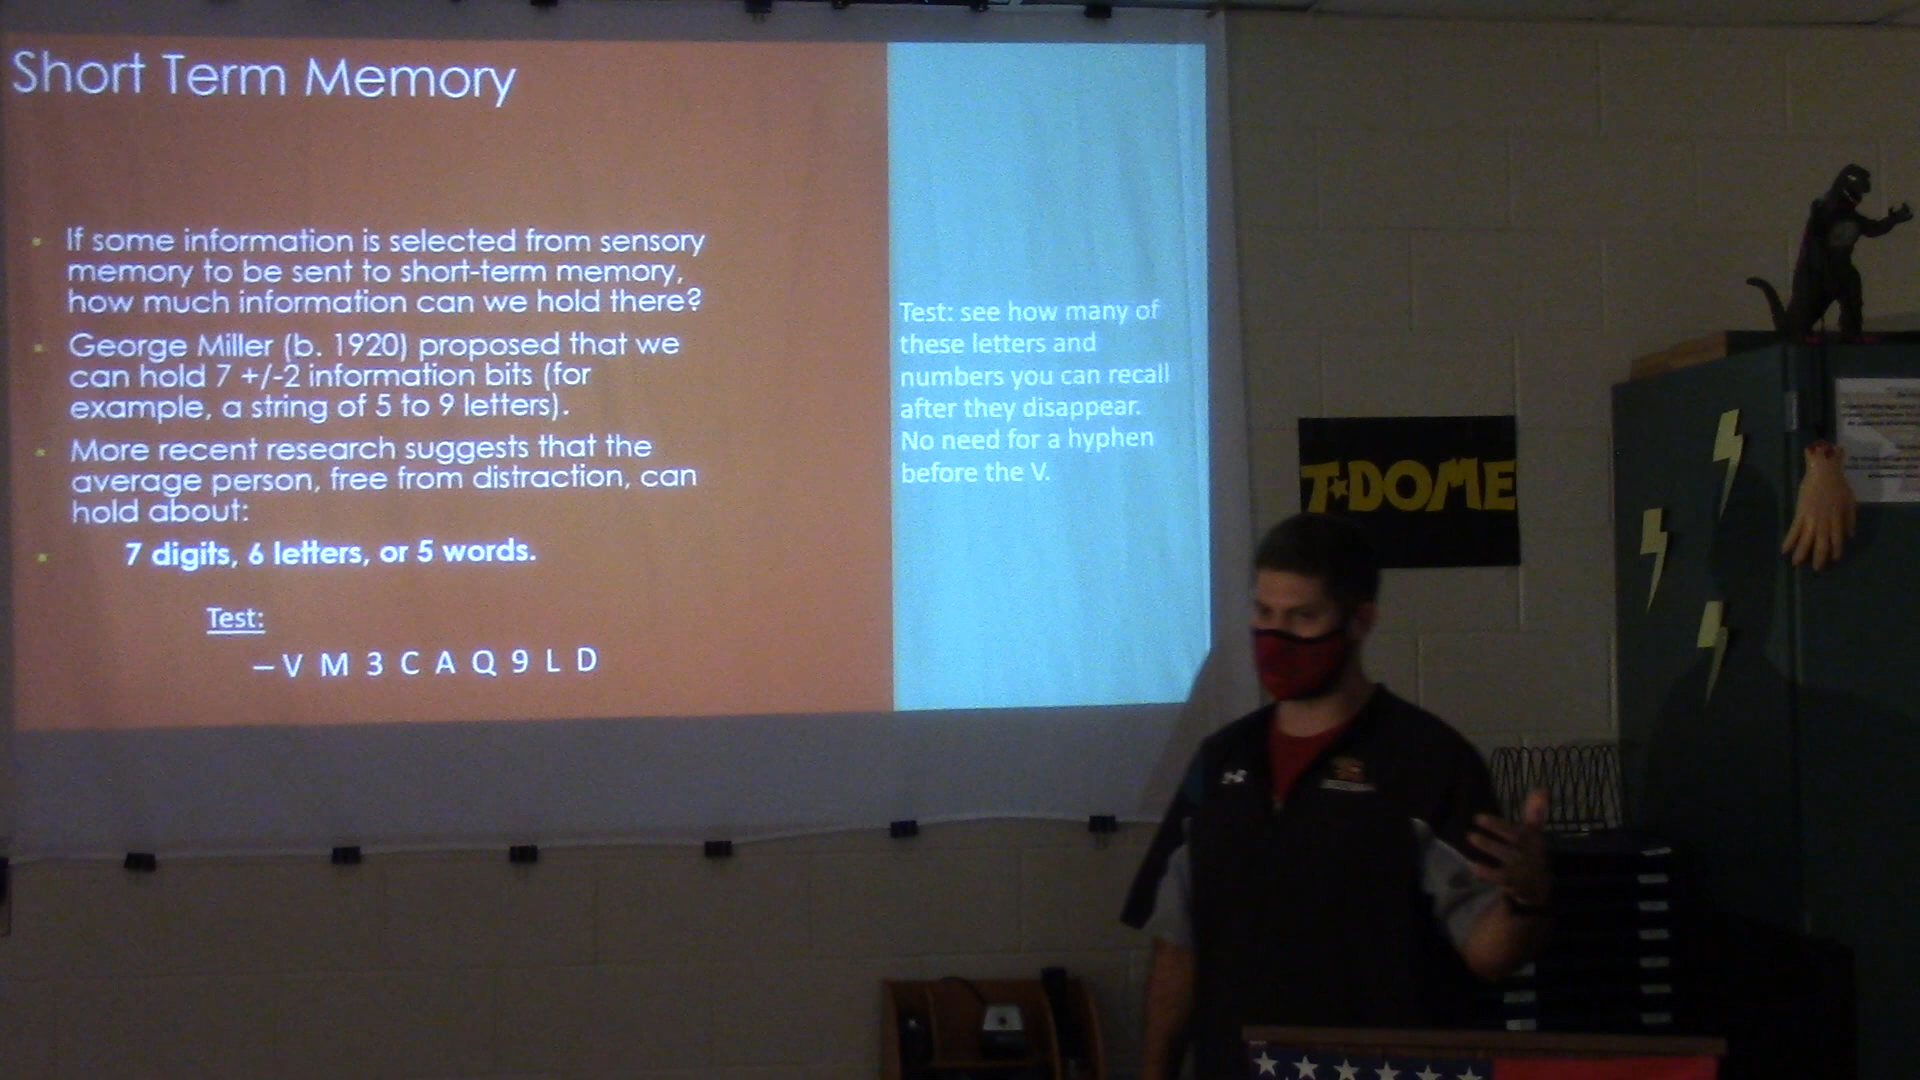 Short Term Memory
If some information is selected from sensory
memory to be sent to short-term memory,
how much information can we hold there?
George Miller (b. 1920) proposed that we
can hold 7 +/-2 information bits (for
example, a string of 5 to 9 letters).
More recent research suggests that the
average person, free from distraction, can
hold about:
7 digits, 6 letters, or 5 words.
Test:
– V M 3 C A Q 9 L D
Test: see how many of
these letters and
numbers you can recall
after they disappear.
No need for a hyphen
before the V.
T★DOME